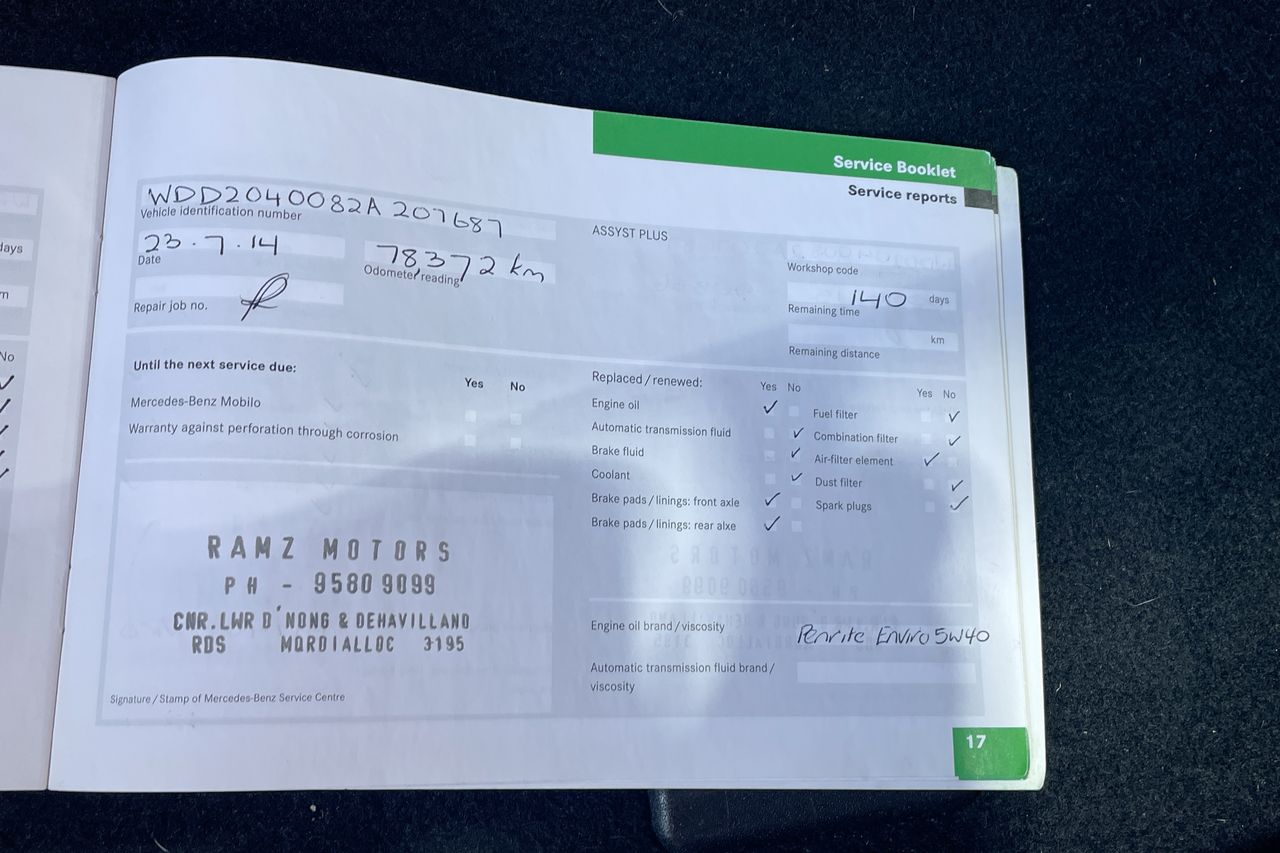 Service Booklet
Service reports
WDD2040082A 207687
Vehicle identification number
23.7.14
Date
78372 km
Odometer reading
Repair job no.
ASSYST PLUS
Workshop code
140 days
Remaining time
km
Remaining distance
Until the next service due:
Yes No
Mercedes-Benz Mobilo
Warranty against perforation through corrosion
RAMZ MOTORS
PH - 9580 9099
CNR.LWR D'NONG & DEHAVILLAND
RDS MORDIALLOC 3195
Signature / Stamp of Mercedes-Benz Service Centre
Replaced / renewed:
Yes No
Engine oil ✓
Automatic transmission fluid ✓
Brake fluid ✓
Coolant ✓
Brake pads / linings: front axle ✓
Brake pads / linings: rear alxe ✓
Yes No
Fuel filter ✓
Combination filter ✓
Air-filter element ✓
Dust filter ✓
Spark plugs ✓
Engine oil brand / viscosity
Penrite Enviro 5W40
Automatic transmission fluid brand /
viscosity
17
days
m
No